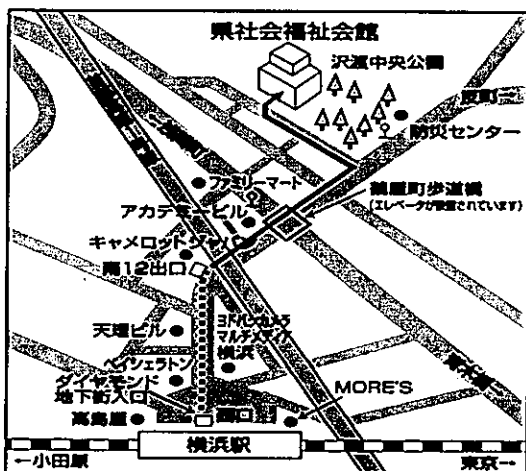 県社会福祉会館
沢渡中央公園
反町→
防災センター
鶴屋町歩道橋
(エレベータが設置されています)
ファミリーマート
アカデミービル
キャメロットジャパン
南12出口
天理ビル
ヨドバシカメラ
マルチメディア
横浜
ベイシェラトン
ダイヤモンド
地下街入口
MORE'S
高島屋
西口
横浜駅
←小田原
東京→